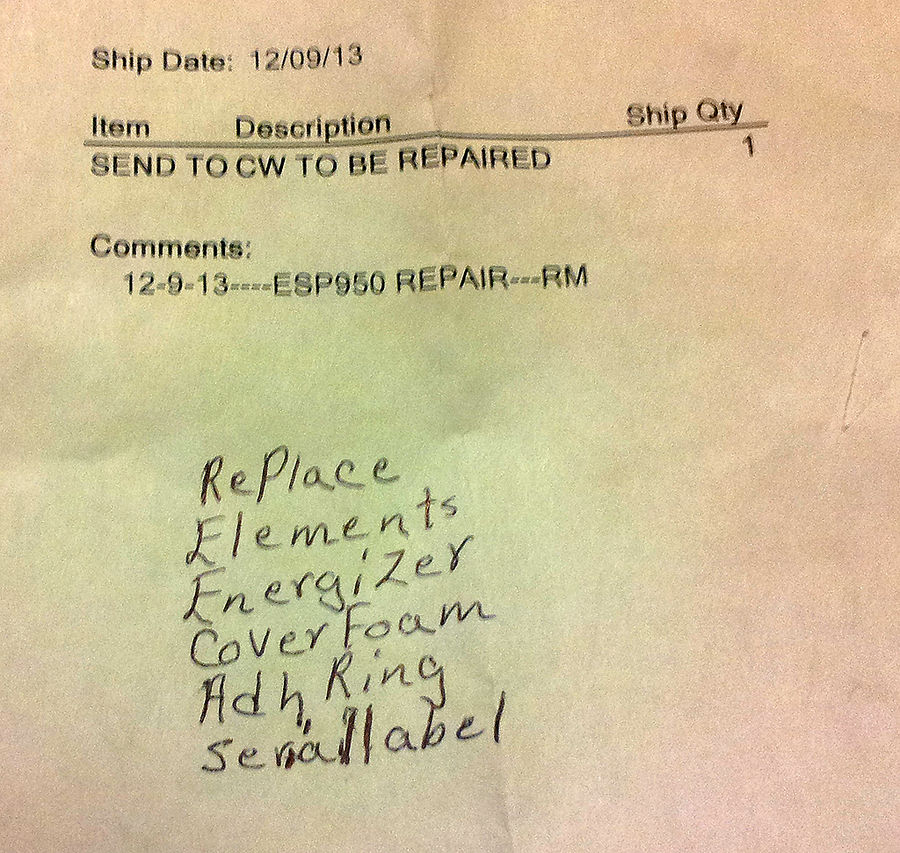 Ship Date: 12/09/13
Item Description Ship Qty
SEND TO CW TO BE REPAIRED 1
Comments:
12-9-13----ESP950 REPAIR---RM
RePlace
Elements
Energizer
Cover Foam
Adh, Ring
serial label